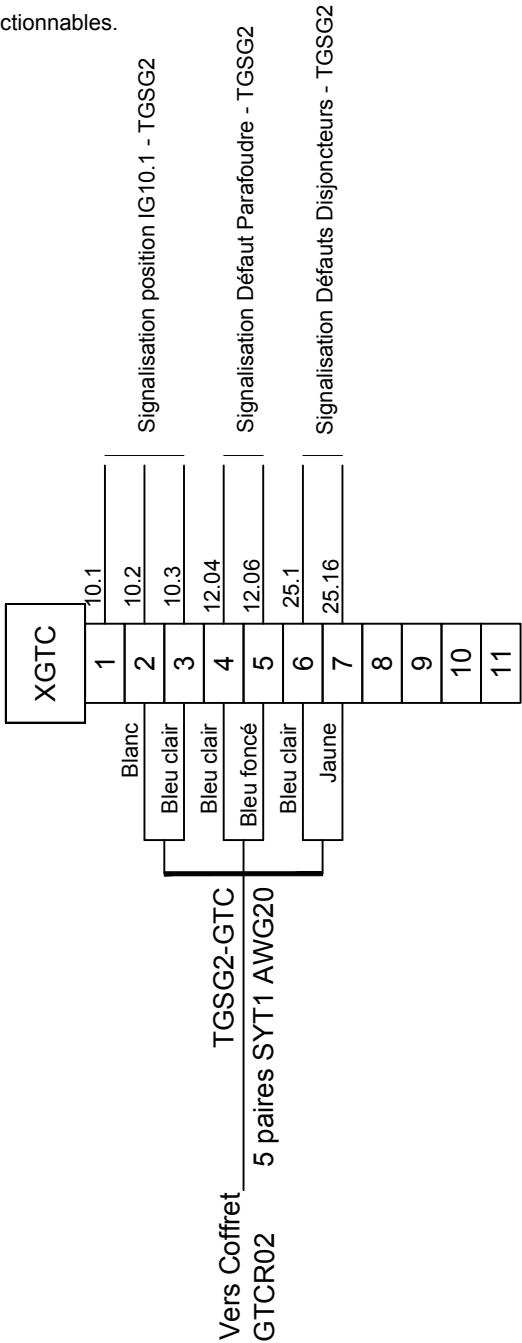 ctionnables.
Signalisation position IG10.1 - TGSG2
Signalisation Défaut Parafoudre - TGSG2
Signalisation Défauts Disjoncteurs - TGSG2
10.1
10.2
10.3
12.04
12.06
25.1
25.16
XGTC
1
2
3
4
5
6
7
8
9
10
11
Blanc
Bleu clair
Bleu clair
Bleu foncé
Bleu clair
Jaune
TGSG2-GTC
5 paires SYT1 AWG20
Vers Coffret
GTCR02